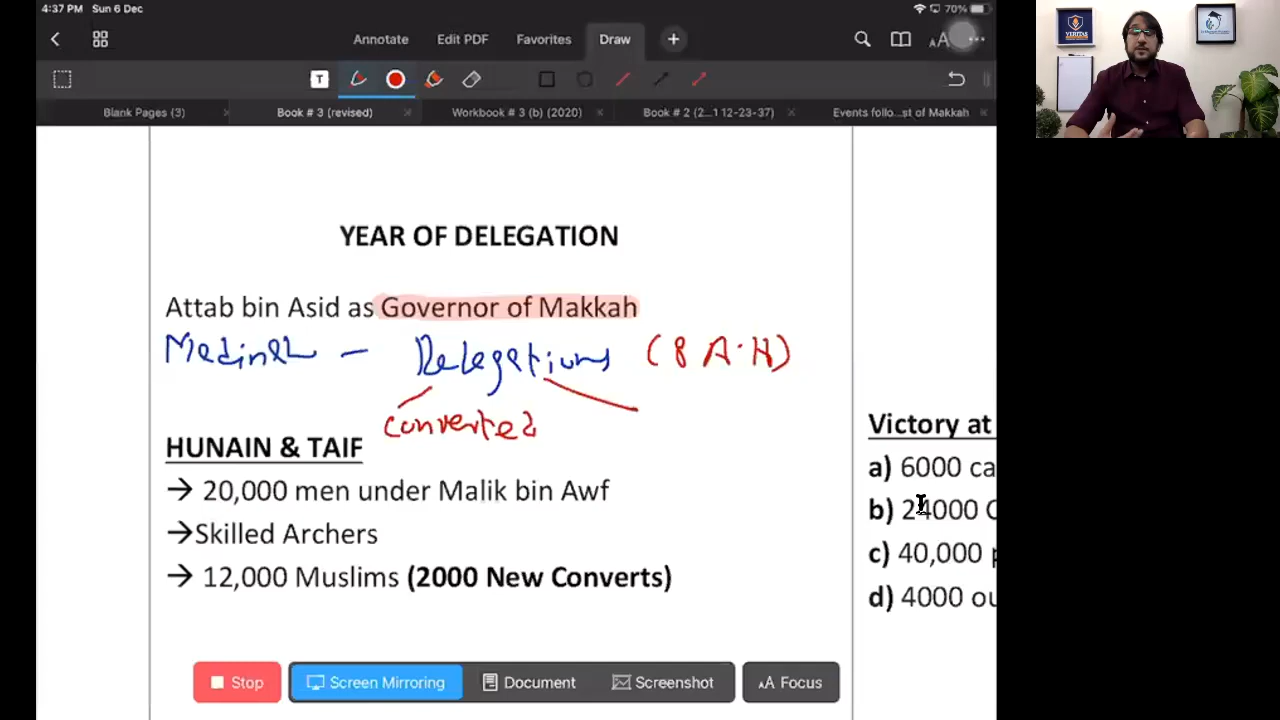 4:37 PM Sun 6 Dec
70%
Annotate Edit PDF Favorites Draw
T
Blank Pages (3) Book # 3 (revised) Workbook # 3 (b) (2020) Book # 2 (2...1 12-23-37) Events follo...st of Makkah
VERITAS
YEAR OF DELEGATION
Attab bin Asid as Governor of Makkah
Medinah – Delegations (8 A.H)
converted
HUNAIN & TAIF
→ 20,000 men under Malik bin Awf
→Skilled Archers
→ 12,000 Muslims (2000 New Converts)
Victory at
a) 6000 ca
b) 24000
c) 40,000
d) 4000 ou
Stop Screen Mirroring Document Screenshot AA Focus